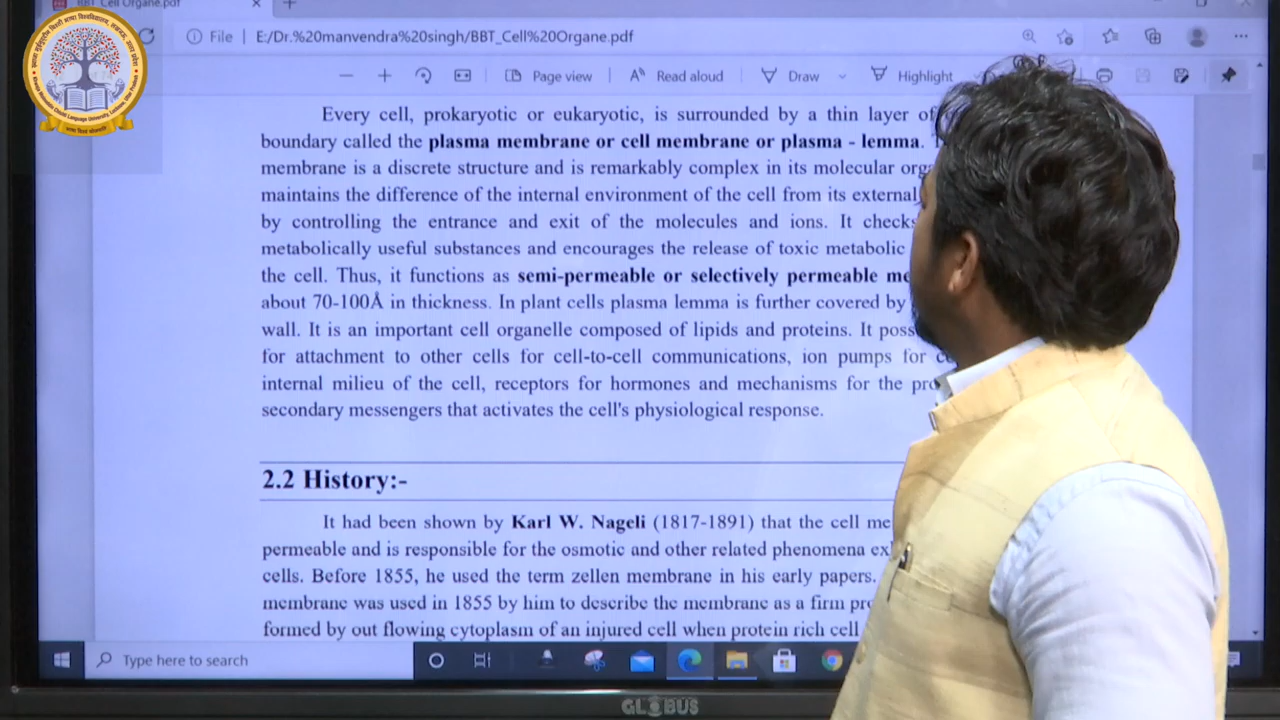 BBT Cell Organe.pdf
File | E:/Dr.%20manvendra%20singh/BBT_Cell%20Organe.pdf
Page view | Read aloud Draw Highlight
Every cell, prokaryotic or eukaryotic, is surrounded by a thin layer of
boundary called the plasma membrane or cell membrane or plasma - lemma.
membrane is a discrete structure and is remarkably complex in its molecular
maintains the difference of the internal environment of the cell from its external
by controlling the entrance and exit of the molecules and ions. It checks
metabolically useful substances and encourages the release of toxic metabolic
the cell. Thus, it functions as semi-permeable or selectively permeable
about 70-100Å in thickness. In plant cells plasma lemma is further covered by
wall. It is an important cell organelle composed of lipids and proteins. It
for attachment to other cells for cell-to-cell communications, ion pumps for
internal milieu of the cell, receptors for hormones and mechanisms for the
secondary messengers that activates the cell's physiological response.
2.2 History:-
It had been shown by Karl W. Nageli (1817-1891) that the cell
permeable and is responsible for the osmotic and other related phenomena
cells. Before 1855, he used the term zellen membrane in his early papers.
membrane was used in 1855 by him to describe the membrane as a firm
formed by out flowing cytoplasm of an injured cell when protein rich cell
Type here to search
GLOBUS